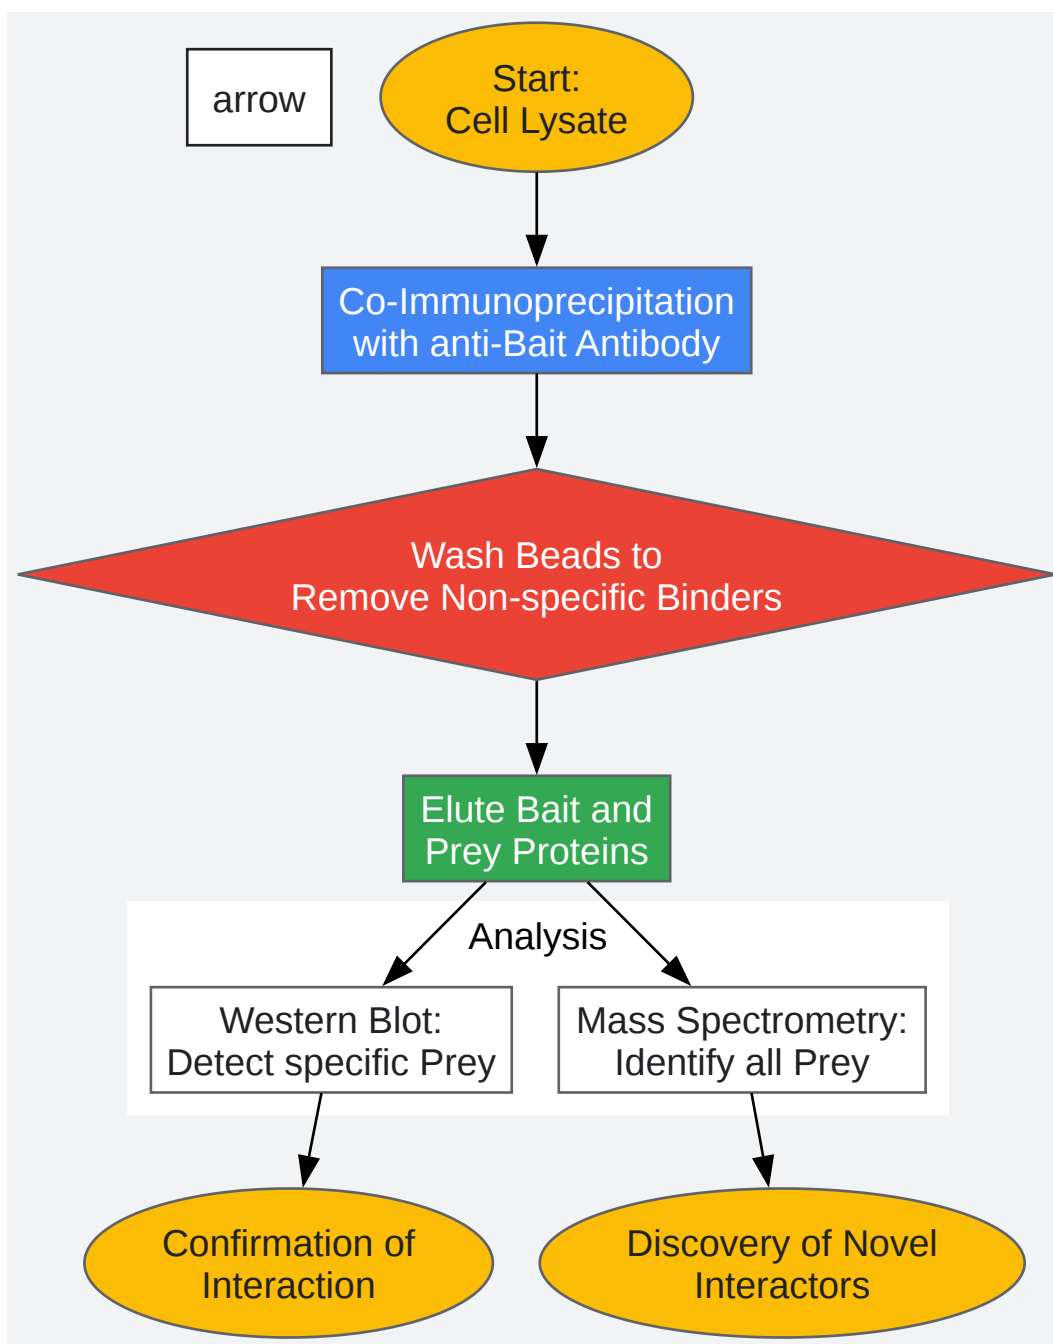 arrow
Start:
Cell Lysate
Co-Immunoprecipitation
with anti-Bait Antibody
Wash Beads to
Remove Non-specific Binders
Elute Bait and
Prey Proteins
Analysis
Western Blot:
Detect specific Prey
Mass Spectrometry:
Identify all Prey
Confirmation of
Interaction
Discovery of Novel
Interactors